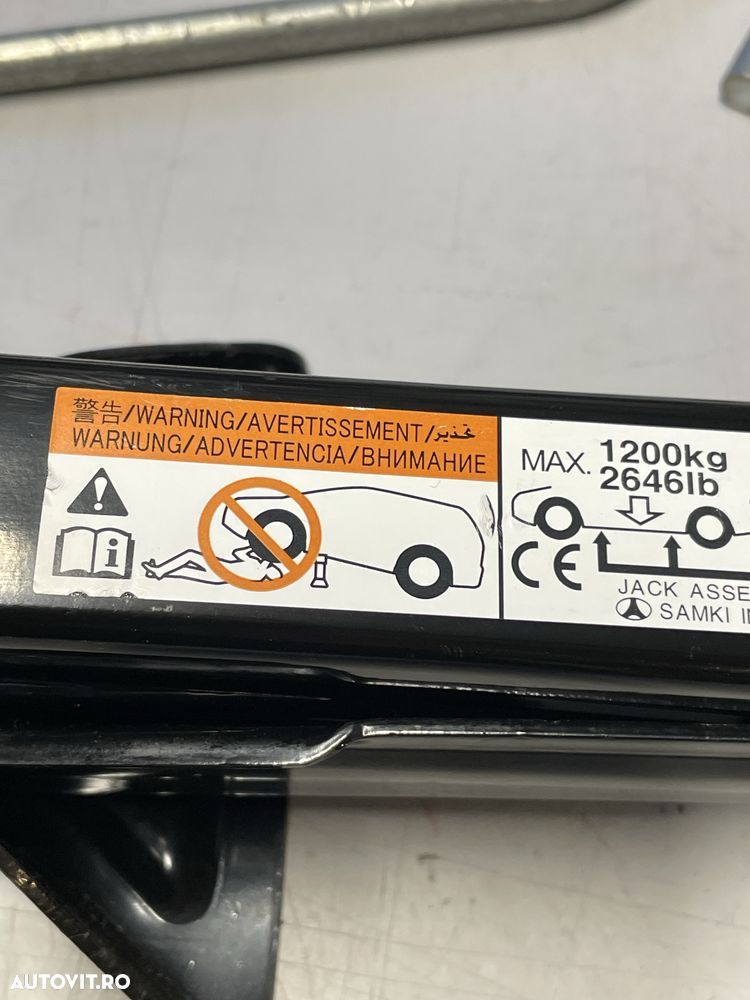 警告/WARNING/AVERTISSEMENT/تحذير
WARNUNG/ADVERTENCIA/ВНИМАНИЕ
MAX. 1200kg
2646lb
CE
JACK ASSE
SAMKI IN
AUTOVIT.RO